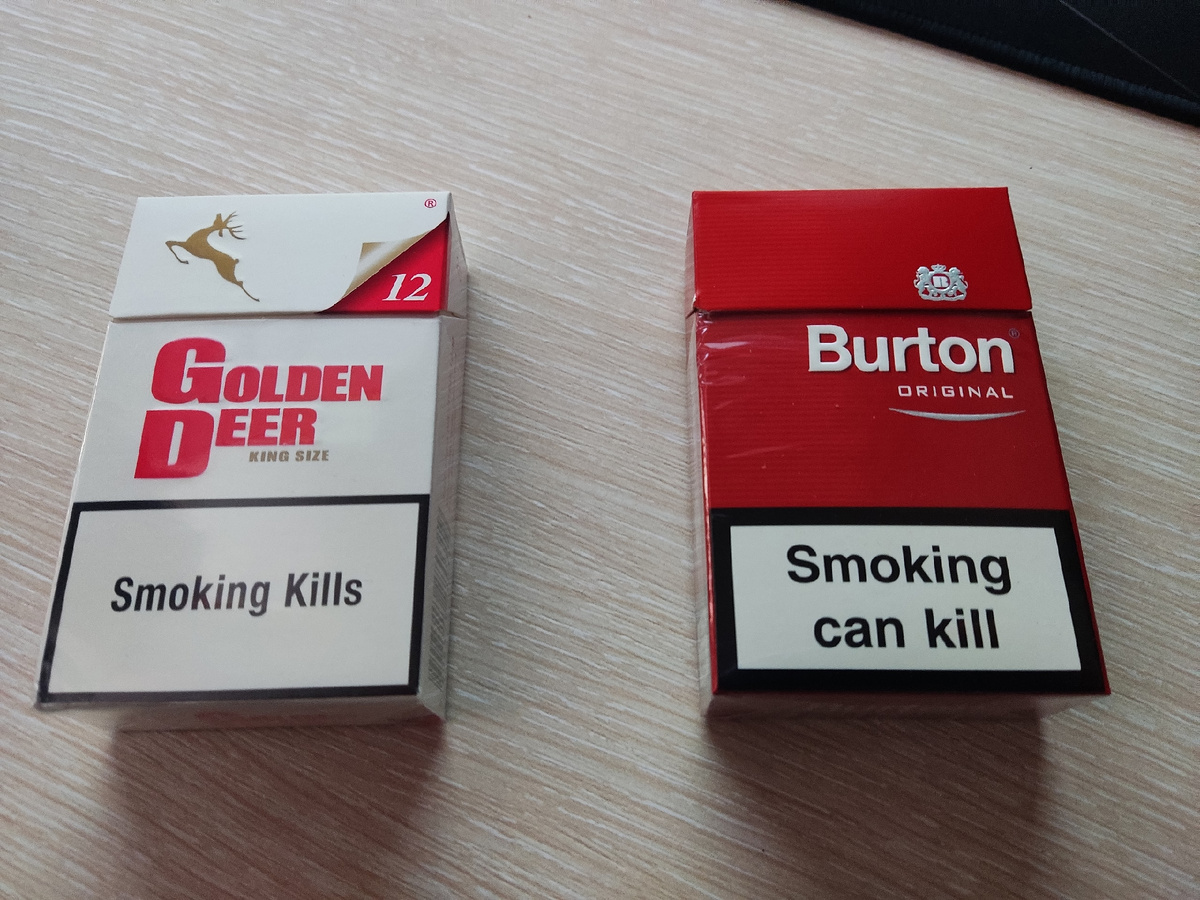 ®
12
GOLDEN
DEER
KING SIZE
Smoking Kills
B
Burton®
ORIGINAL
Smoking
can kill